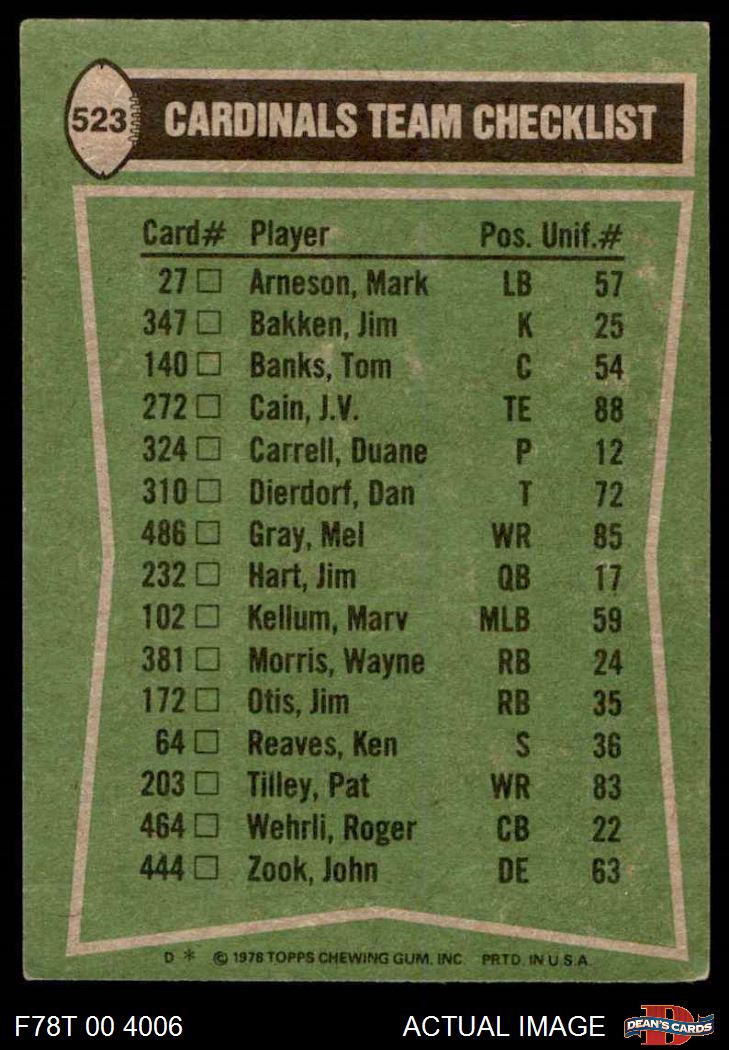 523 CARDINALS TEAM CHECKLIST
Card# Player Pos. Unif.#
27 Arneson, Mark LB 57
347 Bakken, Jim K 25
140 Banks, Tom C 54
272 Cain, J.V. TE 88
324 Carrell, Duane P 12
310 Dierdorf, Dan T 72
486 Gray, Mel WR 85
232 Hart, Jim QB 17
102 Kellum, Marv MLB 59
381 Morris, Wayne RB 24
172 Otis, Jim RB 35
64 Reaves, Ken S 36
203 Tilley, Pat WR 83
464 Wehrli, Roger CB 22
444 Zook, John DE 63
D * © 1978 TOPPS CHEWING GUM, INC. PRTD. IN U.S.A.
F78T 00 4006 ACTUAL IMAGE D DEAN'S CARDS